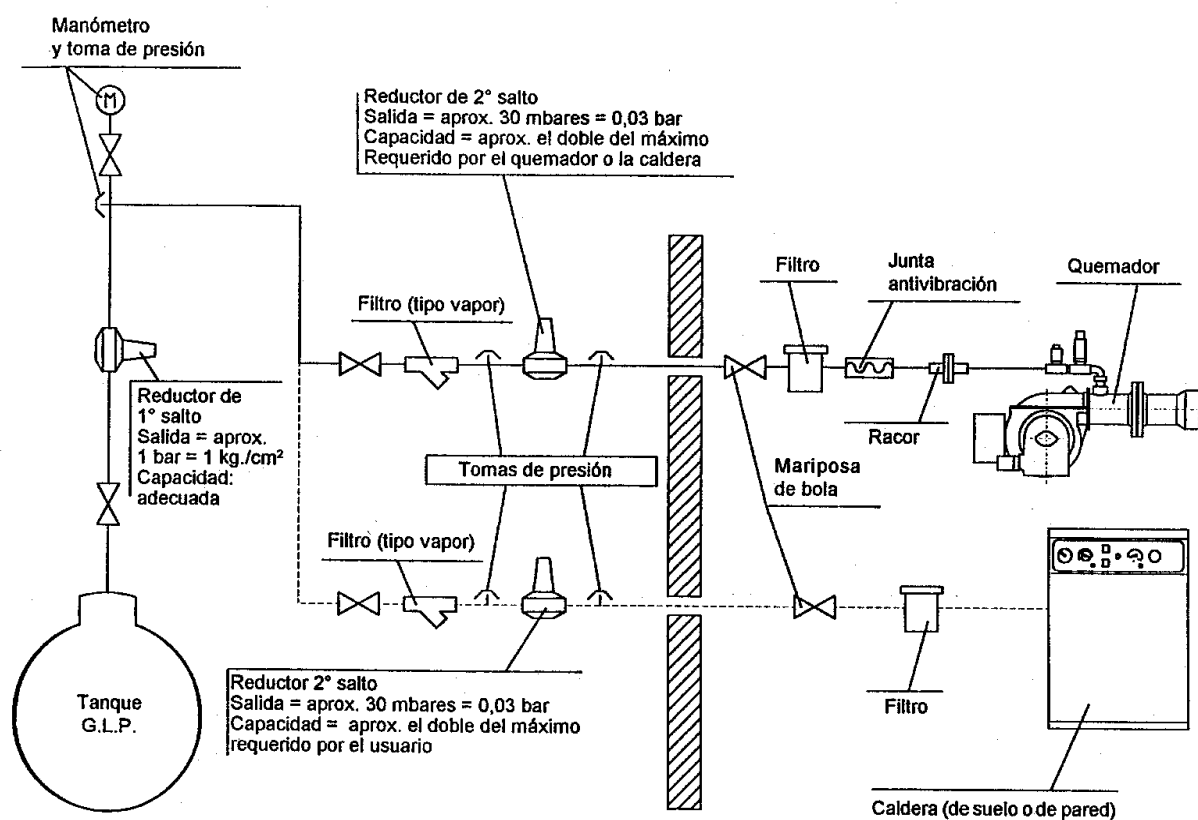 Manómetro
y toma de presión
M
Reductor de 2° salto
Salida = aprox. 30 mbares = 0,03 bar
Capacidad = aprox. el doble del máximo
Requerido por el quemador o la caldera
Filtro (tipo vapor)
Filtro
Junta
antivibración
Quemador
Reductor de
1° salto
Salida = aprox.
1 bar = 1 kg./cm²
Capacidad:
adecuada
Racor
Tomas de presión
Mariposa
de bola
Filtro (tipo vapor)
Reductor 2° salto
Salida = aprox. 30 mbares = 0,03 bar
Capacidad = aprox. el doble del máximo
requerido por el usuario
Tanque
G.L.P.
Filtro
Caldera (de suelo o de pared)